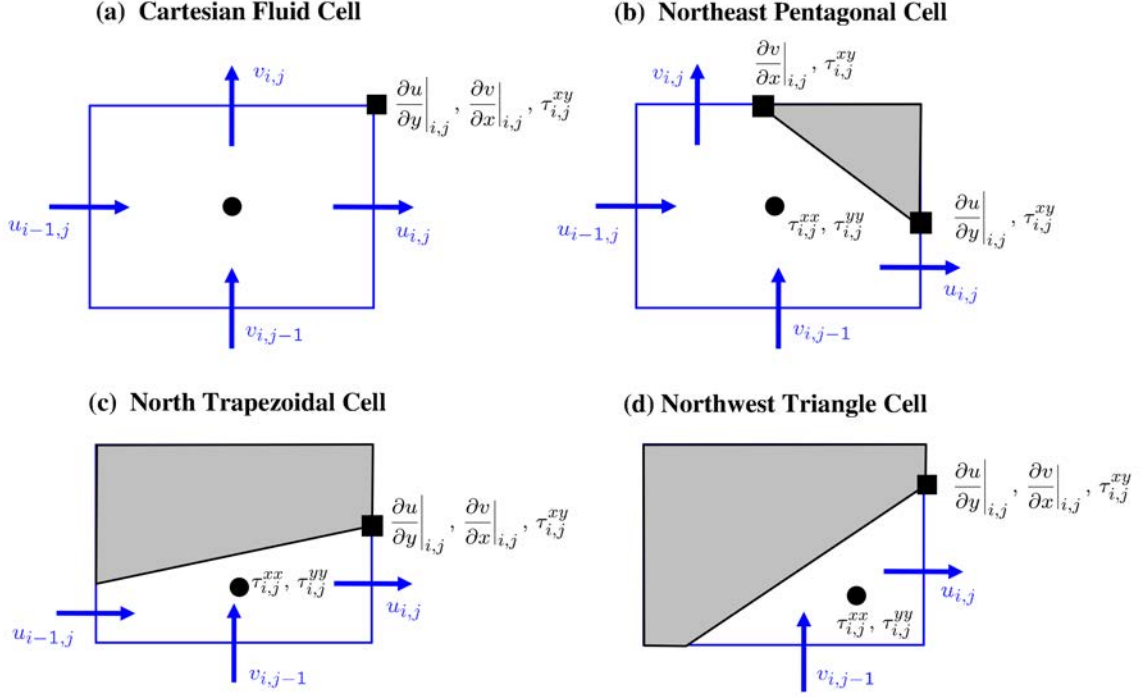 (a) Cartesian Fluid Cell
v_{i,j}
∂u/∂y|_{i,j}, ∂v/∂x|_{i,j}, τ^{xy}_{i,j}
u_{i−1,j}
u_{i,j}
v_{i,j−1}
(b) Northeast Pentagonal Cell
∂v/∂x|_{i,j}, τ^{xy}_{i,j}
v_{i,j}
∂u/∂y|_{i,j}, τ^{xy}_{i,j}
τ^{xx}_{i,j}, τ^{yy}_{i,j}
u_{i−1,j}
u_{i,j}
v_{i,j−1}
(c) North Trapezoidal Cell
∂u/∂y|_{i,j}, ∂v/∂x|_{i,j}, τ^{xy}_{i,j}
τ^{xx}_{i,j}, τ^{yy}_{i,j}
u_{i−1,j}
u_{i,j}
v_{i,j−1}
(d) Northwest Triangle Cell
∂u/∂y|_{i,j}, ∂v/∂x|_{i,j}, τ^{xy}_{i,j}
u_{i,j}
τ^{xx}_{i,j}, τ^{yy}_{i,j}
v_{i,j−1}